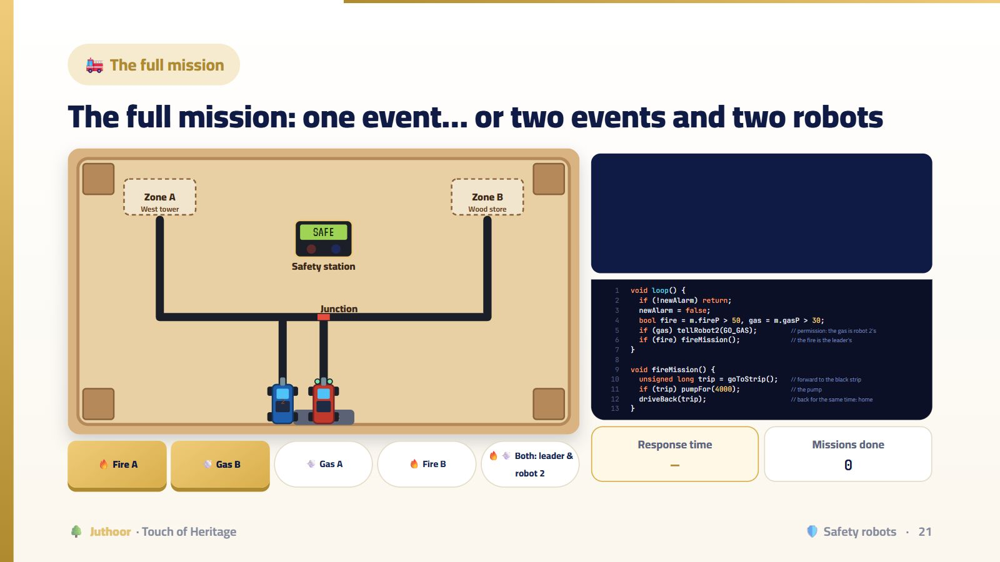 The full mission
The full mission: one event... or two events and two robots
Zone A
West tower
Zone B
Wood store
SAFE
Safety station
Junction
2
1 void loop() {
2 if (!newAlarm) return;
3 newAlarm = false;
4 bool fire = m.fireP > 50, gas = m.gasP > 30;
5 if (gas) tellRobot2(GO_GAS); // permission: the gas is robot 2's
6 if (fire) fireMission(); // the fire is the leader's
7 }
8
9 void fireMission() {
10 unsigned long trip = goToStrip(); // forward to the black strip
11 if (trip) pumpFor(4000); // the pump
12 driveBack(trip); // back for the same time: home
13 }
Fire A
Gas B
Gas A
Fire B
Both: leader &
robot 2
Response time
—
Missions done
0
Juthoor · Touch of Heritage
Safety robots · 21